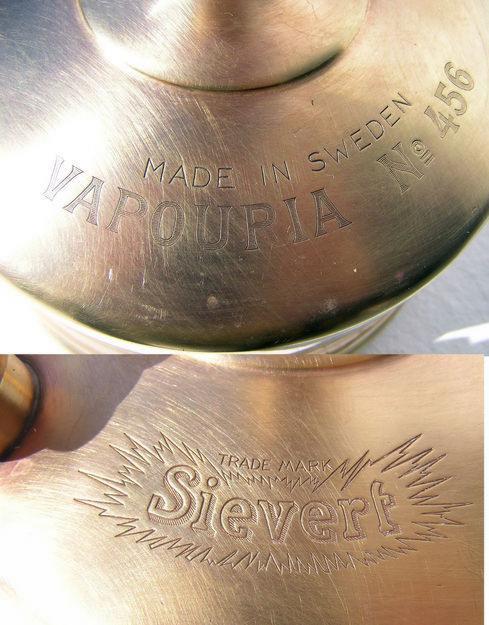 MADE IN SWEDEN
VAPOURIA No 456
TRADE MARK
Sievert